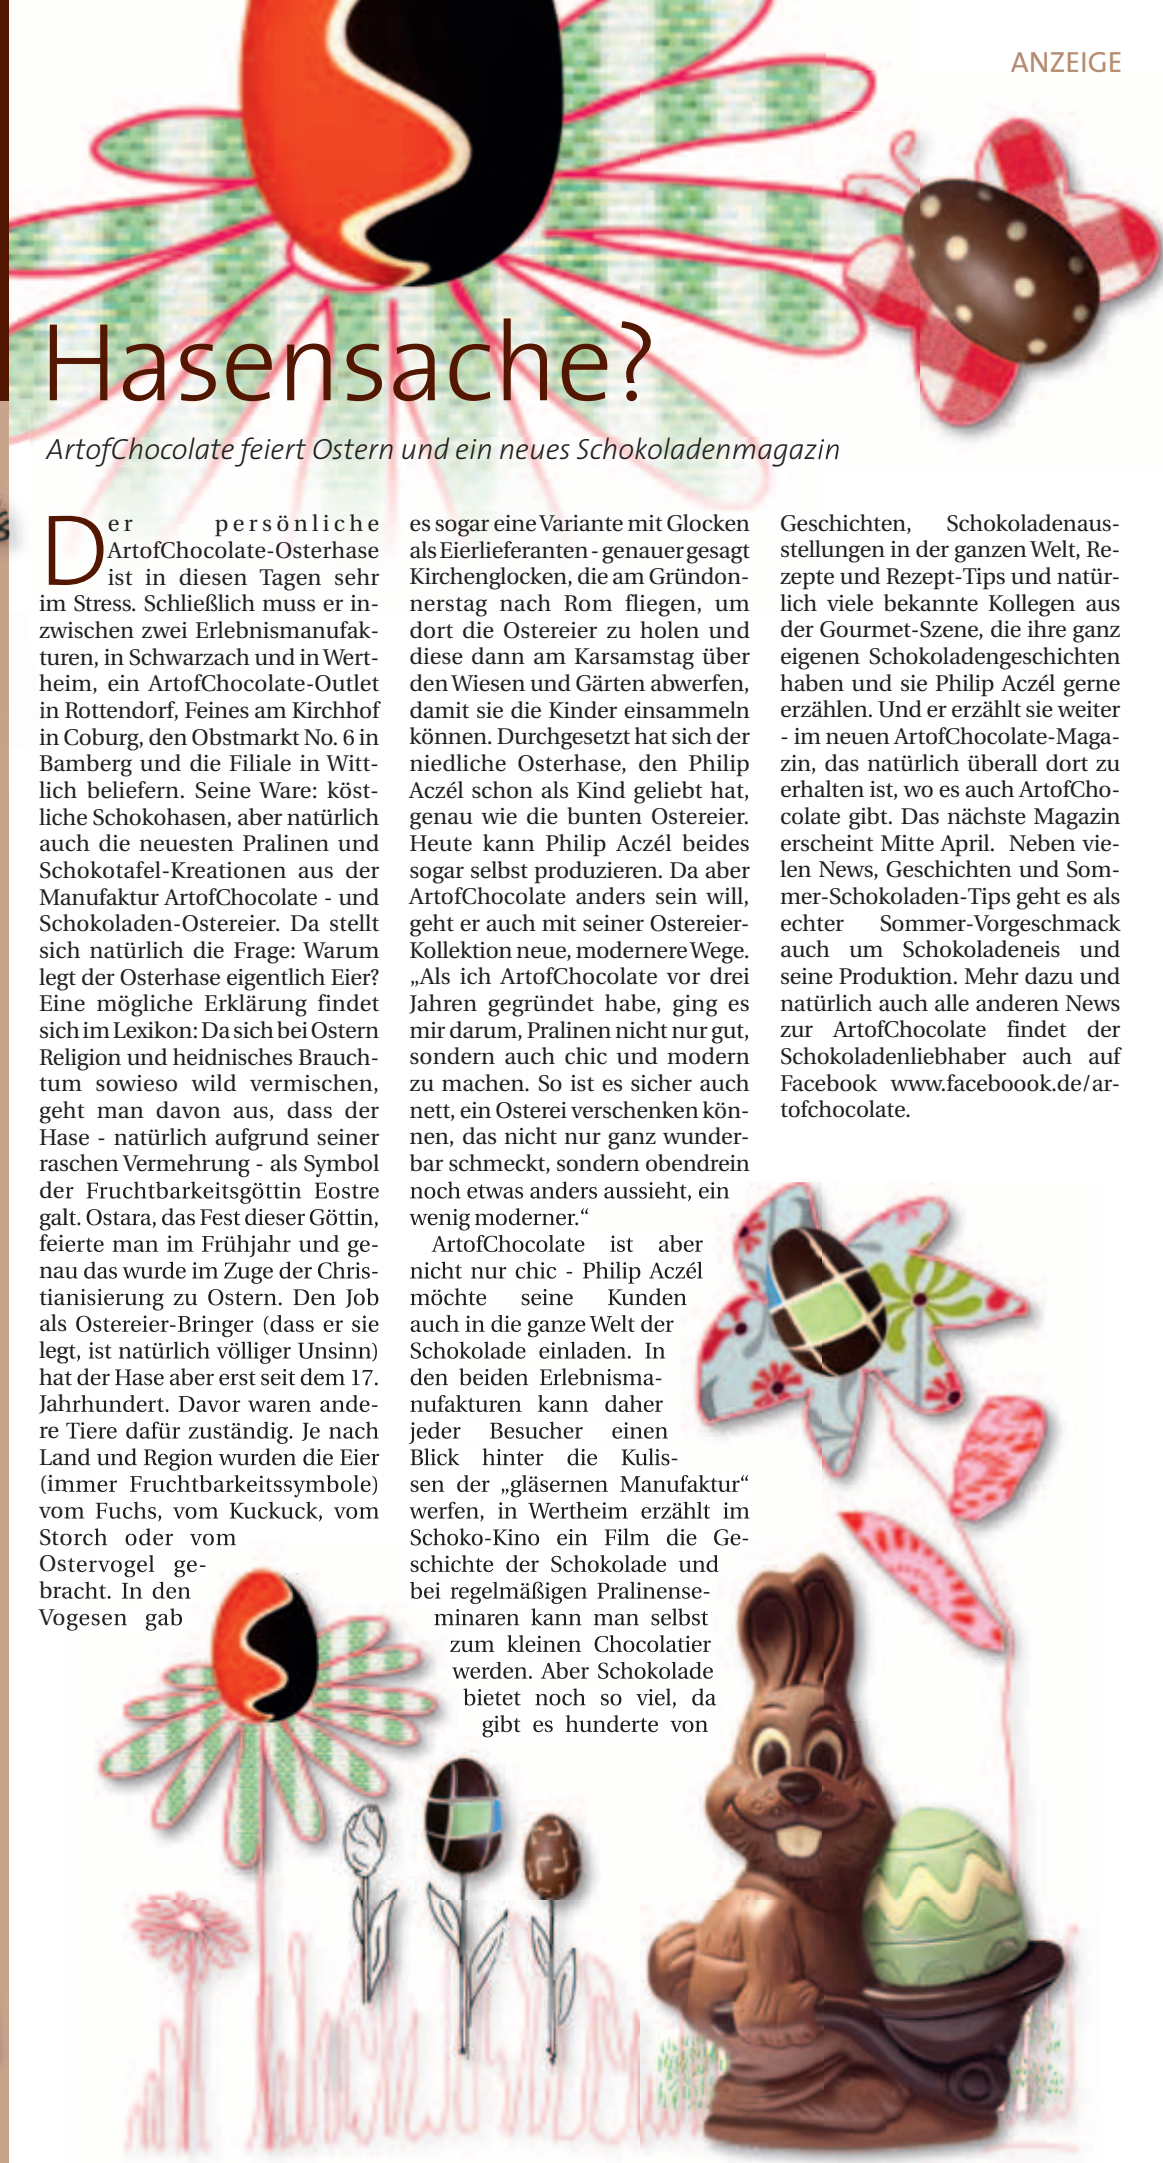 ANZEIGE
Hasensache?
ArtofChocolate feiert Ostern und ein neues Schokoladenmagazin
Der persönliche
ArtofChocolate-Osterhase
ist in diesen Tagen sehr
im Stress. Schließlich muss er in-
zwischen zwei Erlebnismanufak-
turen, in Schwarzach und in Wert-
heim, ein ArtofChocolate-Outlet
in Rottendorf, Feines am Kirchhof
in Coburg, den Obstmarkt No. 6 in
Bamberg und die Filiale in Witt-
lich beliefern. Seine Ware: köst-
liche Schokohasen, aber natürlich
auch die neuesten Pralinen und
Schokotafel-Kreationen aus der
Manufaktur ArtofChocolate - und
Schokoladen-Ostereier. Da stellt
sich natürlich die Frage: Warum
legt der Osterhase eigentlich Eier?
Eine mögliche Erklärung findet
sich im Lexikon: Da sich bei Ostern
Religion und heidnisches Brauch-
tum sowieso wild vermischen,
geht man davon aus, dass der
Hase - natürlich aufgrund seiner
raschen Vermehrung - als Symbol
der Fruchtbarkeitsgöttin Eostre
galt. Ostara, das Fest dieser Göttin,
feierte man im Frühjahr und ge-
nau das wurde im Zuge der Chris-
tianisierung zu Ostern. Den Job
als Ostereier-Bringer (dass er sie
legt, ist natürlich völliger Unsinn)
hat der Hase aber erst seit dem 17.
Jahrhundert. Davor waren ande-
re Tiere dafür zuständig. Je nach
Land und Region wurden die Eier
(immer Fruchtbarkeitssymbole)
vom Fuchs, vom Kuckuck, vom
Storch oder vom
Ostervogel ge-
bracht. In den
Vogesen gab
es sogar eine Variante mit Glocken
als Eierlieferanten - genauer gesagt
Kirchenglocken, die am Gründon-
nerstag nach Rom fliegen, um
dort die Ostereier zu holen und
diese dann am Karsamstag über
den Wiesen und Gärten abwerfen,
damit sie die Kinder einsammeln
können. Durchgesetzt hat sich der
niedliche Osterhase, den Philip
Aczél schon als Kind geliebt hat,
genau wie die bunten Ostereier.
Heute kann Philip Aczél beides
sogar selbst produzieren. Da aber
ArtofChocolate anders sein will,
geht er auch mit seiner Ostereier-
Kollektion neue, modernere Wege.
„Als ich ArtofChocolate vor drei
Jahren gegründet habe, ging es
mir darum, Pralinen nicht nur gut,
sondern auch chic und modern
zu machen. So ist es sicher auch
nett, ein Osterei verschenken kön-
nen, das nicht nur ganz wunder-
bar schmeckt, sondern obendrein
noch etwas anders aussieht, ein
wenig moderner.“
ArtofChocolate ist aber
nicht nur chic - Philip Aczél
möchte seine Kunden
auch in die ganze Welt der
Schokolade einladen. In
den beiden Erlebnisma-
nufakturen kann daher
jeder Besucher einen
Blick hinter die Kulis-
sen der „gläsernen Manufaktur“
werfen, in Wertheim erzählt im
Schoko-Kino ein Film die Ge-
schichte der Schokolade und
bei regelmäßigen Pralinense-
minaren kann man selbst
zum kleinen Chocolatier
werden. Aber Schokolade
bietet noch so viel, da
gibt es hunderte von
Geschichten, Schokoladenaus-
stellungen in der ganzen Welt, Re-
zepte und Rezept-Tips und natür-
lich viele bekannte Kollegen aus
der Gourmet-Szene, die ihre ganz
eigenen Schokoladengeschichten
haben und sie Philip Aczél gerne
erzählen. Und er erzählt sie weiter
- im neuen ArtofChocolate-Maga-
zin, das natürlich überall dort zu
erhalten ist, wo es auch ArtofCho-
colate gibt. Das nächste Magazin
erscheint Mitte April. Neben vie-
len News, Geschichten und Som-
mer-Schokoladen-Tips geht es als
echter Sommer-Vorgeschmack
auch um Schokoladeneis und
seine Produktion. Mehr dazu und
natürlich auch alle anderen News
zur ArtofChocolate findet der
Schokoladenliebhaber auch auf
Facebook www.faceboook.de/ar-
tofchocolate.